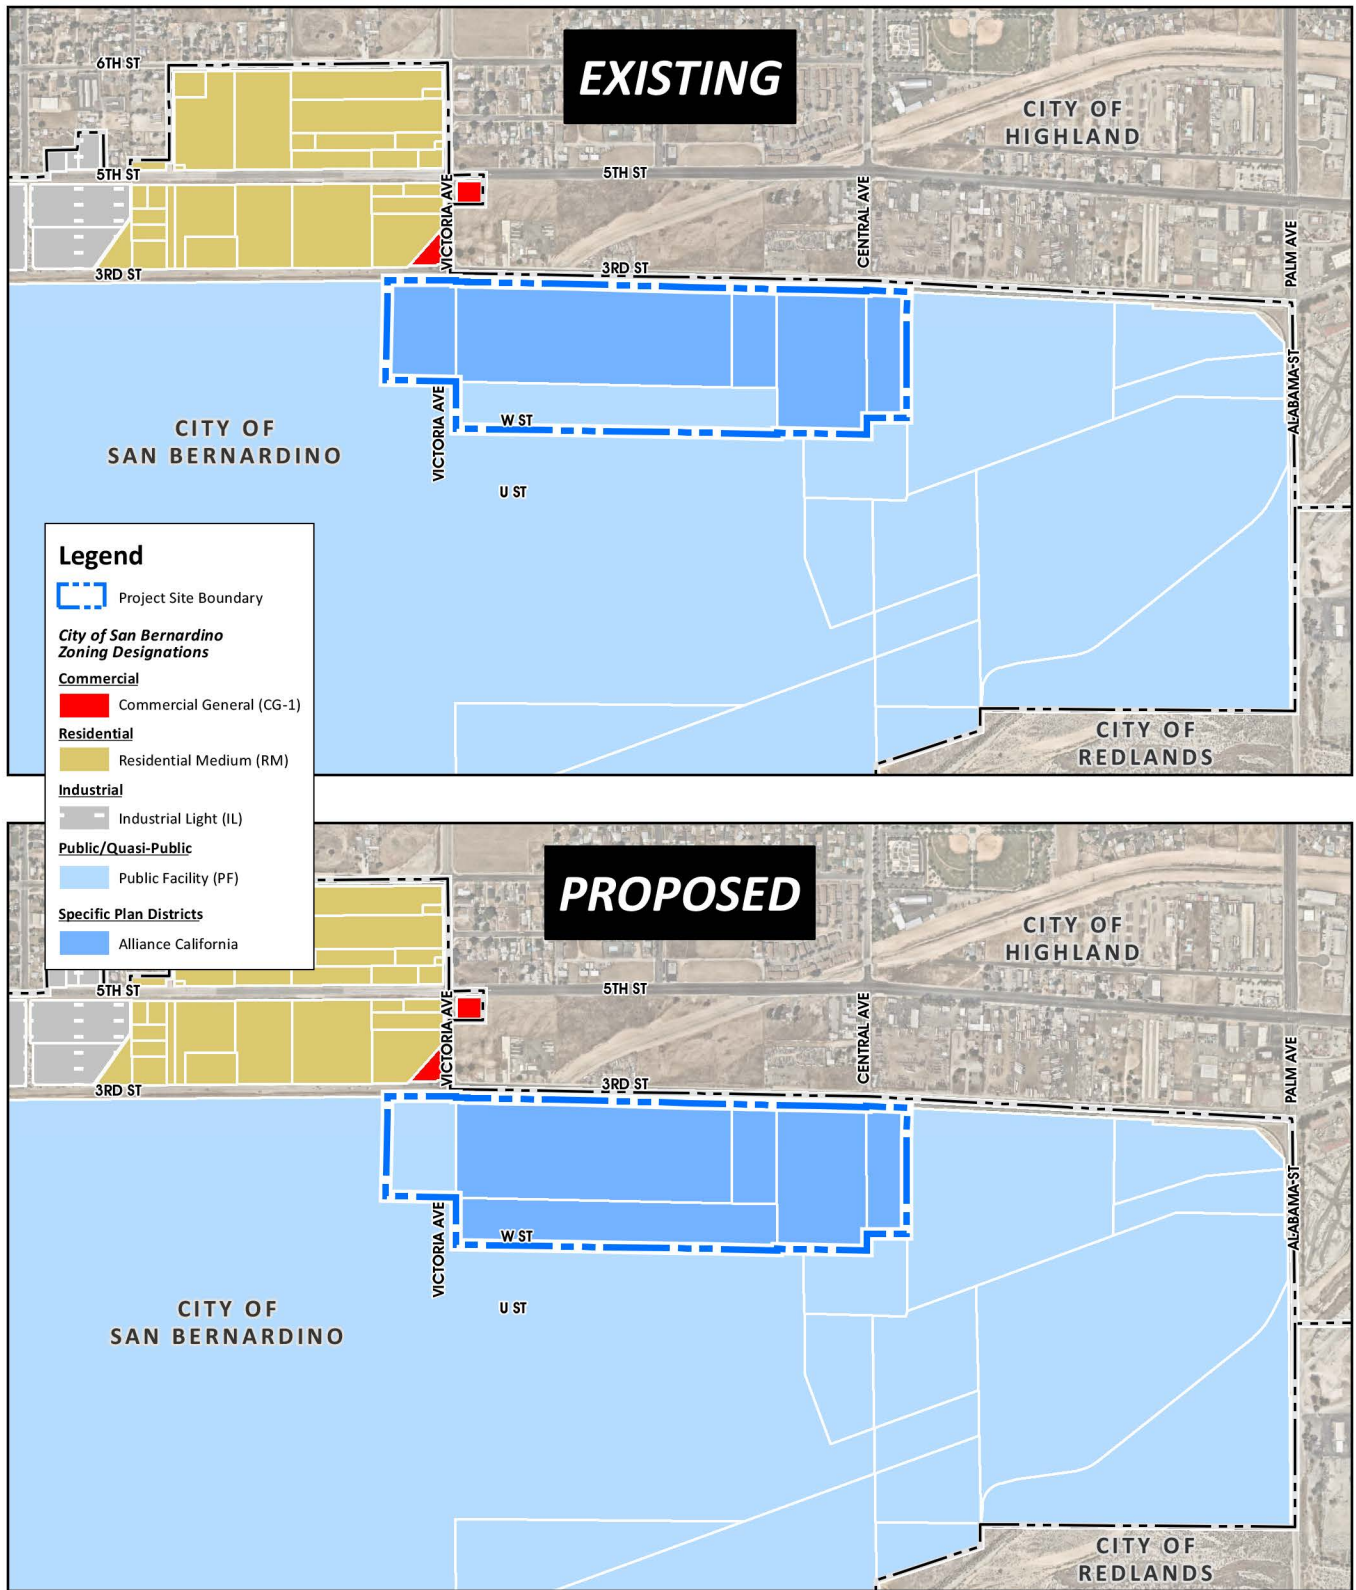 EXISTING
6TH ST
CITY OF
HIGHLAND
5TH ST
5TH ST
VICTORIA AVE
CENTRAL AVE
PALM AVE
3RD ST
3RD ST
ALABAMA ST
VICTORIA AVE
W ST
CITY OF
SAN BERNARDINO
U ST
CITY OF
REDLANDS
Legend
Project Site Boundary
City of San Bernardino
Zoning Designations
Commercial
Commercial General (CG-1)
Residential
Residential Medium (RM)
Industrial
Industrial Light (IL)
Public/Quasi-Public
Public Facility (PF)
Specific Plan Districts
Alliance California
PROPOSED
CITY OF
HIGHLAND
5TH ST
5TH ST
VICTORIA AVE
CENTRAL AVE
PALM AVE
3RD ST
3RD ST
ALABAMA ST
VICTORIA AVE
W ST
CITY OF
SAN BERNARDINO
U ST
CITY OF
REDLANDS